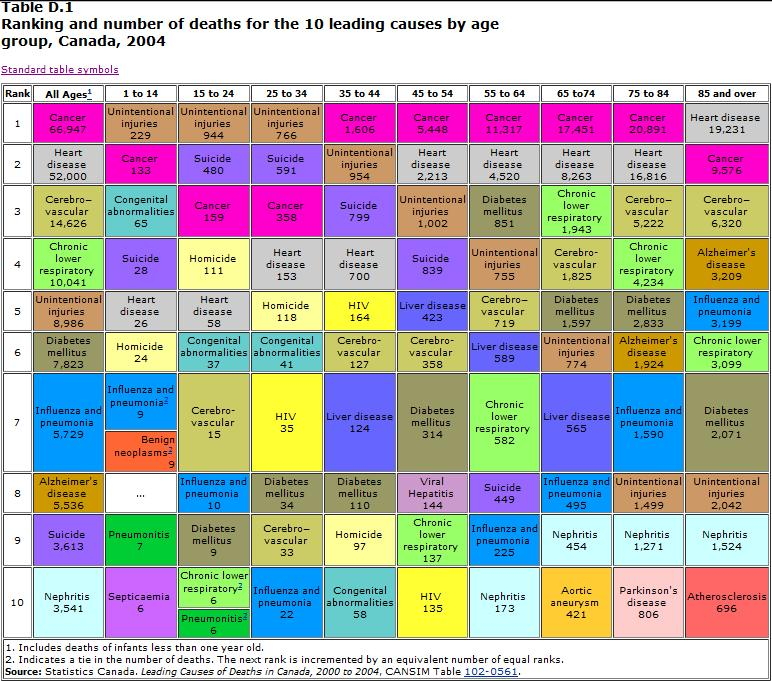 Table D.1
Ranking and number of deaths for the 10 leading causes by age
group, Canada, 2004
Standard table symbols
Rank All Ages1 1 to 14 15 to 24 25 to 34 35 to 44 45 to 54 55 to 64 65 to74 75 to 84 85 and over
1
Cancer
66,947
Unintentional
injuries
229
Unintentional
injuries
944
Unintentional
injuries
766
Cancer
1,606
Cancer
5,448
Cancer
11,317
Cancer
17,451
Cancer
20,891
Heart disease
19,231
2
Heart
disease
52,000
Cancer
133
Suicide
480
Suicide
591
Unintentional
injuries
954
Heart
disease
2,213
Heart
disease
4,520
Heart
disease
8,263
Heart
disease
16,816
Cancer
9,576
3
Cerebro–
vascular
14,626
Congenital
abnormalities
65
Cancer
159
Cancer
358
Suicide
799
Unintentional
injuries
1,002
Diabetes
mellitus
851
Chronic
lower
respiratory
1,943
Cerebro–
vascular
5,222
Cerebro–
vascular
6,320
4
Chronic
lower
respiratory
10,041
Suicide
28
Homicide
111
Heart
disease
153
Heart
disease
700
Suicide
839
Unintentional
injuries
755
Cerebro-
vascular
1,825
Chronic
lower
respiratory
4,234
Alzheimer's
disease
3,209
5
Unintentional
injuries
8,986
Heart
disease
26
Heart
disease
58
Homicide
118
HIV
164
Liver disease
423
Cerebro–
vascular
719
Diabetes
mellitus
1,597
Diabetes
mellitus
2,833
Influenza and
pneumonia
3,199
6
Diabetes
mellitus
7,823
Homicide
24
Congenital
abnormalities
37
Congenital
abnormalities
41
Cerebro-
vascular
127
Cerebro-
vascular
358
Liver disease
589
Unintentional
injuries
774
Alzheimer's
disease
1,924
Chronic lower
respiratory
3,099
7
Influenza and
pneumonia
5,729
Influenza and
pneumonia2
9
Benign
neoplasms2
9
Cerebro-
vascular
15
HIV
35
Liver disease
124
Diabetes
mellitus
314
Chronic
lower
respiratory
582
Liver disease
565
Influenza and
pneumonia
1,590
Diabetes
mellitus
2,071
8
Alzheimer's
disease
5,536
...
Influenza and
pneumonia
10
Diabetes
mellitus
34
Diabetes
mellitus
110
Viral
Hepatitis
144
Suicide
449
Influenza and
pneumonia
495
Unintentional
injuries
1,499
Unintentional
injuries
2,042
9
Suicide
3,613
Pneumonitis
7
Diabetes
mellitus
9
Cerebro–
vascular
33
Homicide
97
Chronic
lower
respiratory
137
Influenza and
pneumonia
225
Nephritis
454
Nephritis
1,271
Nephritis
1,524
10
Nephritis
3,541
Septicaemia
6
Chronic lower
respiratory2
6
Pneumonitis2
6
Influenza and
pneumonia
22
Congenital
abnormalities
58
HIV
135
Nephritis
173
Aortic
aneurysm
421
Parkinson's
disease
806
Atherosclerosis
696
1. Includes deaths of infants less than one year old.
2. Indicates a tie in the number of deaths. The next rank is incremented by an equivalent number of equal ranks.
Source: Statistics Canada. Leading Causes of Deaths in Canada, 2000 to 2004, CANSIM Table 102-0561.